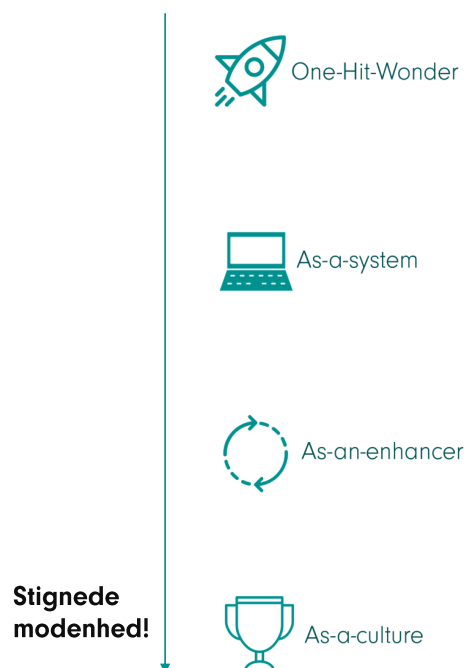 One-Hit-Wonder
As-a-system
As-an-enhancer
Stignede
modenhed!
As-a-culture